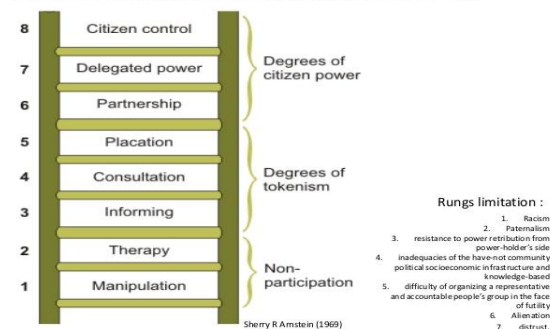 8 Citizen control
7 Delegated power
6 Partnership
Degrees of
citizen power
5 Placation
4 Consultation
3 Informing
Degrees of
tokenism
2 Therapy
1 Manipulation
Non-
participation
Sherry R Arnstein (1969)
Rungs limitation :
1. Racism
2. Paternalism
3. resistance to power retribution from
power-holder's side
4. inadequacies of the have-not community
political socioeconomic infrastructure and
knowledge-based
5. difficulty of organizing a representative
and accountable people's group in the face
of futility
6. Alienation
7. distrust.